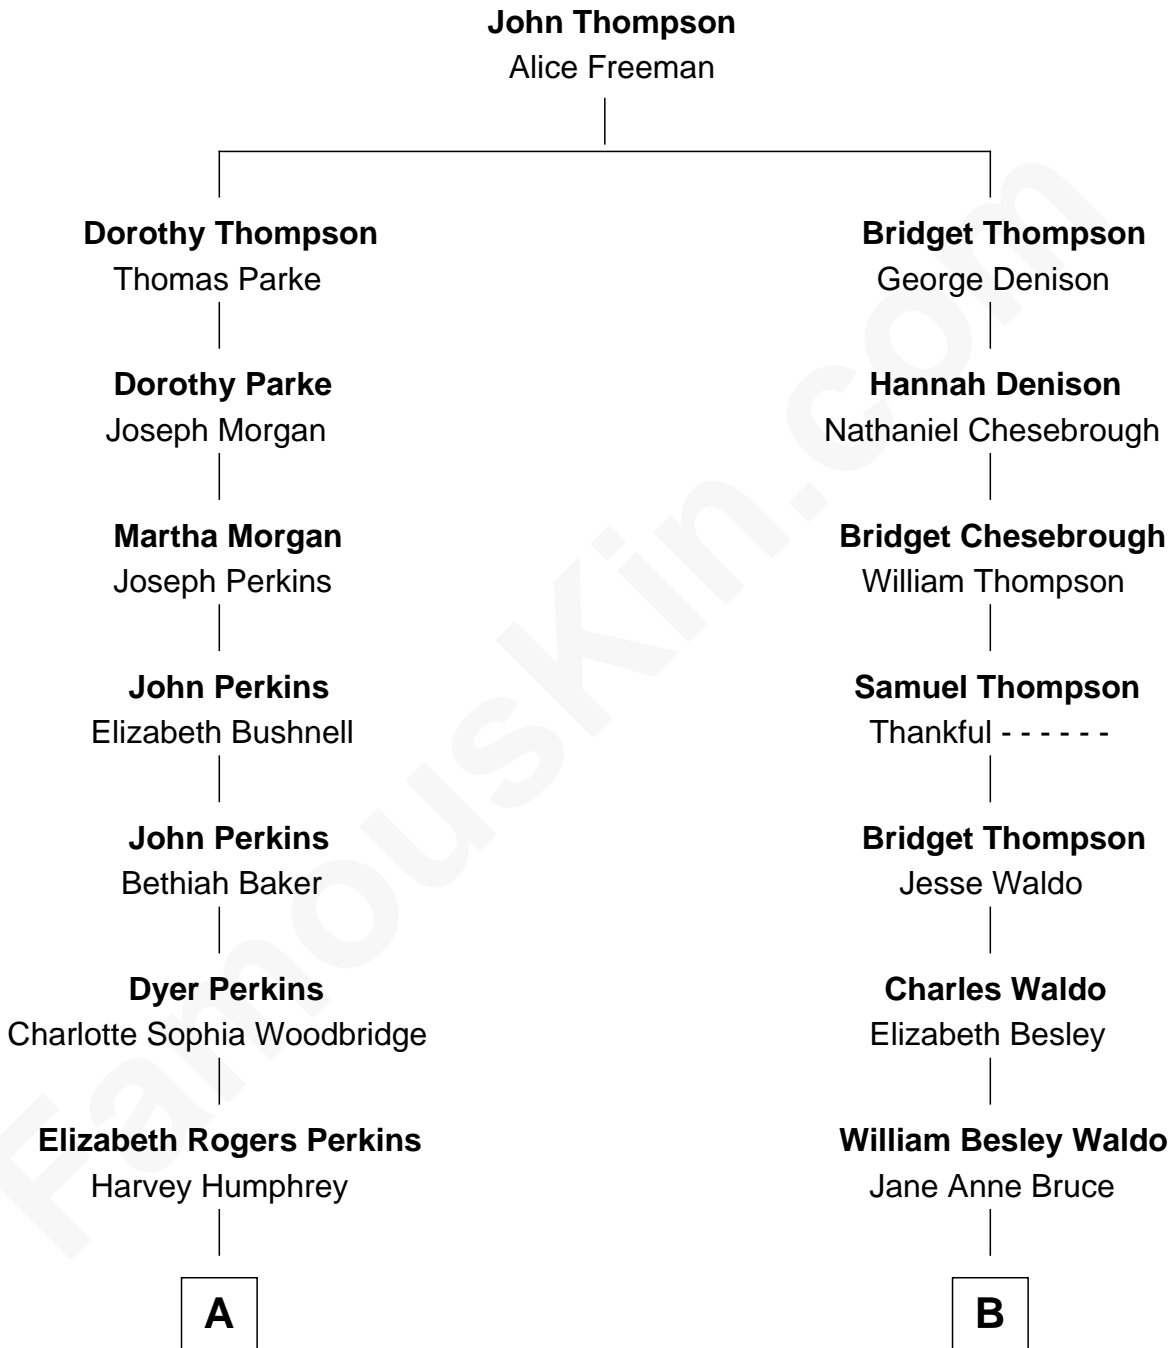 John Thompson
Alice Freeman
Dorothy Thompson
Thomas Parke
Bridget Thompson
George Denison
Dorothy Parke
Joseph Morgan
Hannah Denison
Nathaniel Chesebrough
Martha Morgan
Joseph Perkins
Bridget Chesebrough
William Thompson
John Perkins
Elizabeth Bushnell
Samuel Thompson
Thankful - - - - - -
John Perkins
Bethiah Baker
Bridget Thompson
Jesse Waldo
Dyer Perkins
Charlotte Sophia Woodbridge
Charles Waldo
Elizabeth Besley
Elizabeth Rogers Perkins
Harvey Humphrey
William Besley Waldo
Jane Anne Bruce
A
B
FamousKin.com